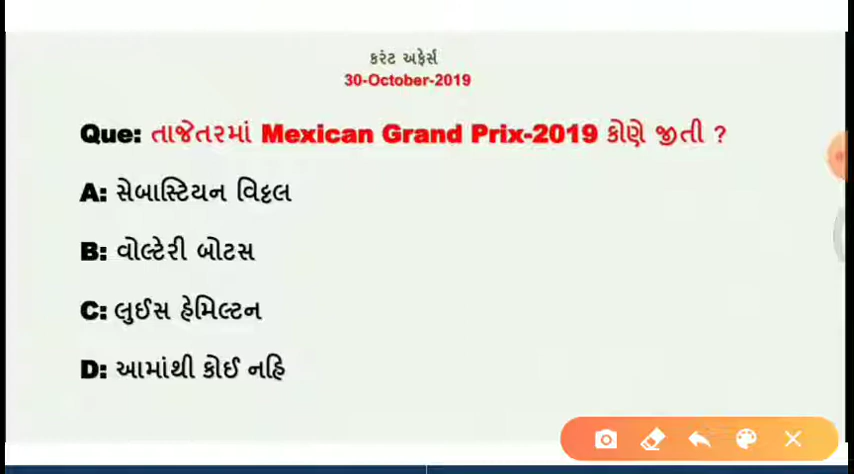 કરંટ અફેર્સ
30-October-2019
Que: તાજેતરમાં Mexican Grand Prix-2019 કોણે જીતી ?
A: સેબાસ્ટિયન વિટ્ટલ
B: વોલ્ટેરી બોટસ
C: લુઈસ હેમિલ્ટન
D: આમાંથી કોઈ નહિ